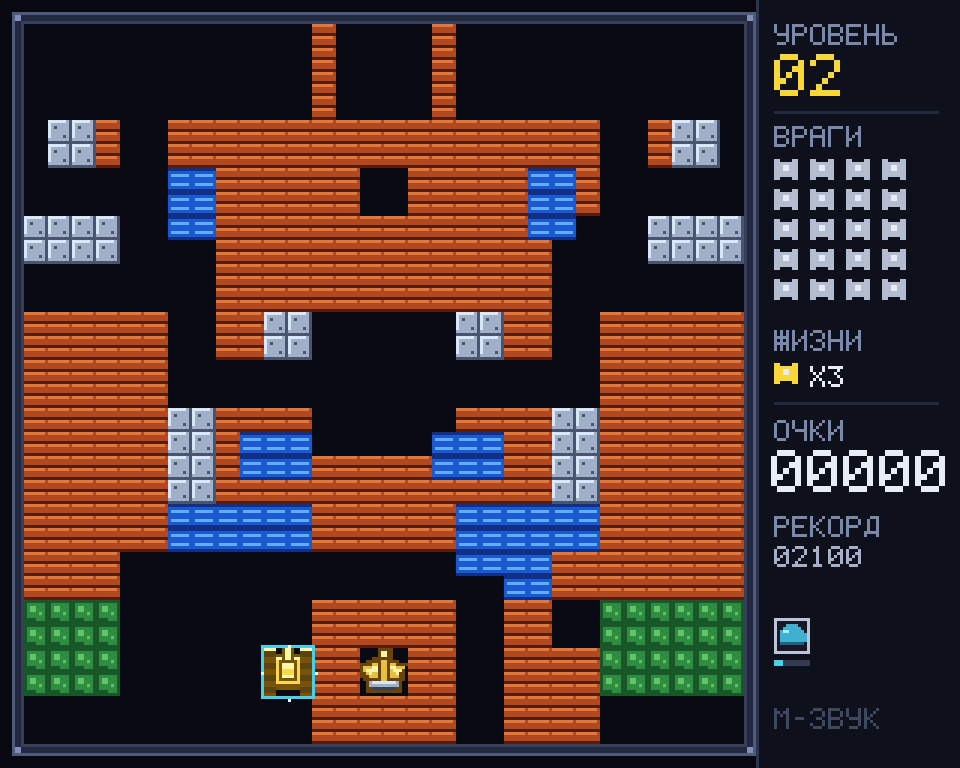 УРОВЕНЬ
02
ВРАГИ
ЖИЗНИ
X3
ОЧКИ
00000
РЕКОРД
02100
М-ЗВУК